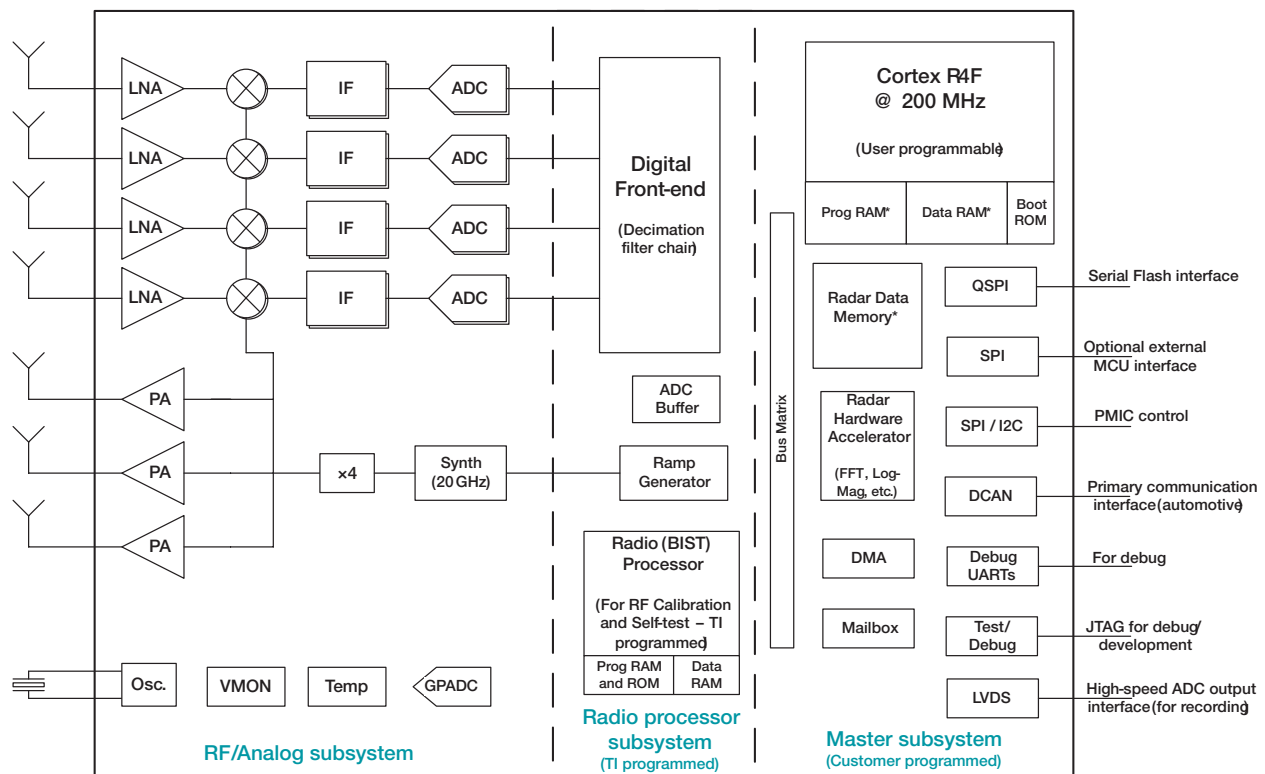 LNA
IF
ADC
LNA
IF
ADC
LNA
IF
ADC
LNA
IF
ADC
PA
PA
PA
×4
Synth
(20 GHz)
Osc.
VMON
Temp
GPADC
RF/Analog subsystem
Digital
Front-end
(Decimation
filter chain)
ADC
Buffer
Ramp
Generator
Radio (BIST)
Processor
(For RF Calibration
and Self-test – TI
programmed)
Prog RAM
and ROM
Data
RAM
Radio processor
subsystem
(TI programmed)
Bus Matrix
Cortex R4F
@ 200 MHz
(User programmable)
Prog RAM*
Data RAM*
Boot
ROM
Radar Data
Memory*
Radar
Hardware
Accelerator
(FFT, Log-
Mag, etc.)
DMA
Mailbox
QSPI
Serial Flash interface
SPI
Optional external
MCU interface
SPI / I2C
PMIC control
DCAN
Primary communication
interface (automotive)
Debug
UARTs
For debug
Test/
Debug
JTAG for debug/
development
LVDS
High-speed ADC output
interface (for recording)
Master subsystem
(Customer programmed)